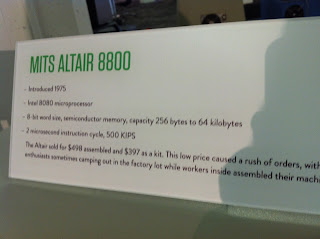 MITS ALTAIR 8800
- Introduced 1975
- Intel 8080 microprocessor
- 8-bit word size, semiconductor memory, capacity 256 bytes to 64 kilobytes
- 2 microsecond instruction cycle, 500 KIPS
The Altair sold for $498 assembled and $397 as a kit. This low price caused a rush of orders, with
enthusiasts sometimes camping out in the factory lot while workers inside assembled their mach